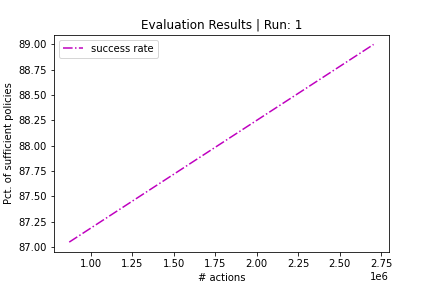 Evaluation Results | Run: 1
success rate
Pct. of sufficient policies
89.00
88.75
88.50
88.25
88.00
87.75
87.50
87.25
87.00
1.00 1.25 1.50 1.75 2.00 2.25 2.50 2.75
1e6
# actions